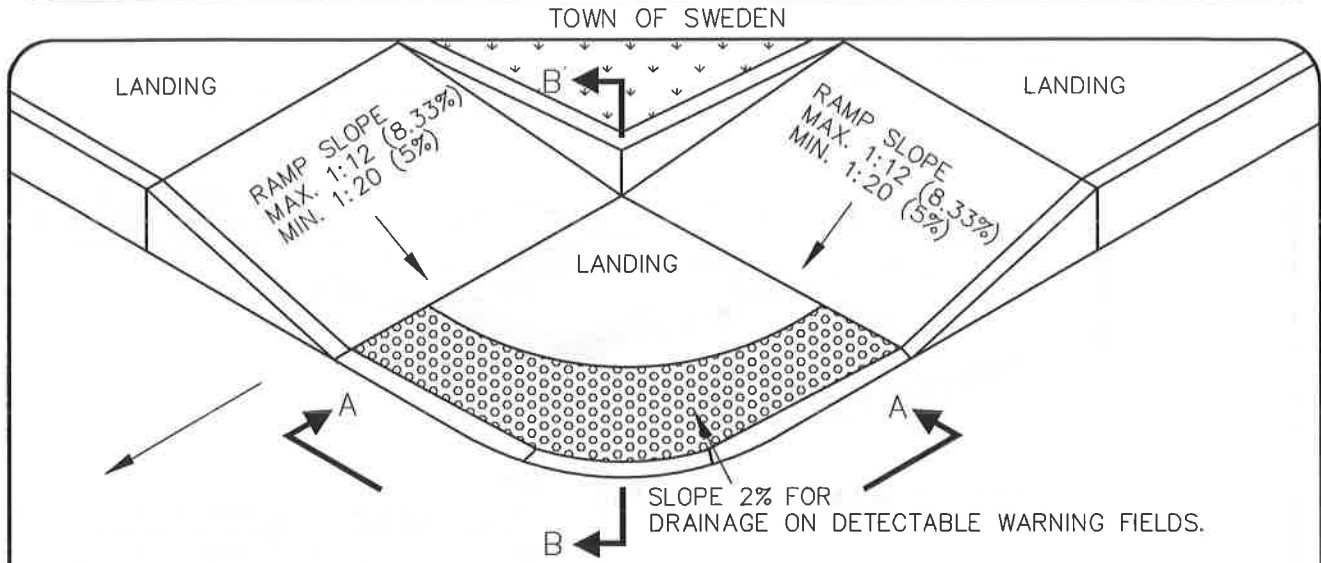 TOWN OF SWEDEN
LANDING
LANDING
B
RAMP SLOPE
MAX. 1:12 (8.33%)
MIN. 1:20 (5%)
RAMP SLOPE
MAX. 1:12 (8.33%)
MIN. 1:20 (5%)
LANDING
A
A
SLOPE 2% FOR
DRAINAGE ON DETECTABLE WARNING FIELDS.
B